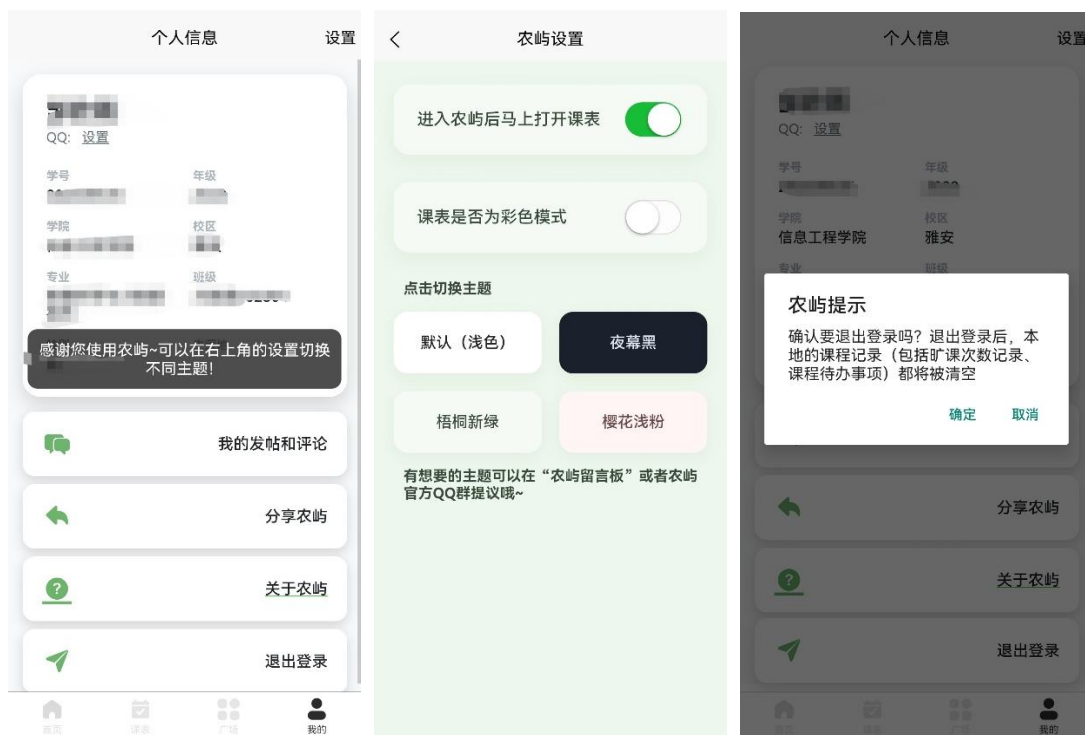 个人信息
设置
QQ: 设置
学号
年级
学院
校区
专业
班级
感谢您使用农屿~可以在右上角的设置切换
不同主题!
我的发帖和评论
分享农屿
关于农屿
退出登录
首页
课表
广场
我的
农屿设置
进入农屿后马上打开课表
课表是否为彩色模式
点击切换主题
默认（浅色）
夜幕黑
梧桐新绿
樱花浅粉
有想要的主题可以在“农屿留言板”或者农屿
官方QQ群提议哦~
个人信息
设置
QQ: 设置
学号
年级
学院
校区
信息工程学院
雅安
专业
班级
农屿提示
确认要退出登录吗？退出登录后，本
地的课程记录（包括旷课次数记录、
课程待办事项）都将被清空
确定
取消
分享农屿
关于农屿
退出登录
首页
课表
广场
我的